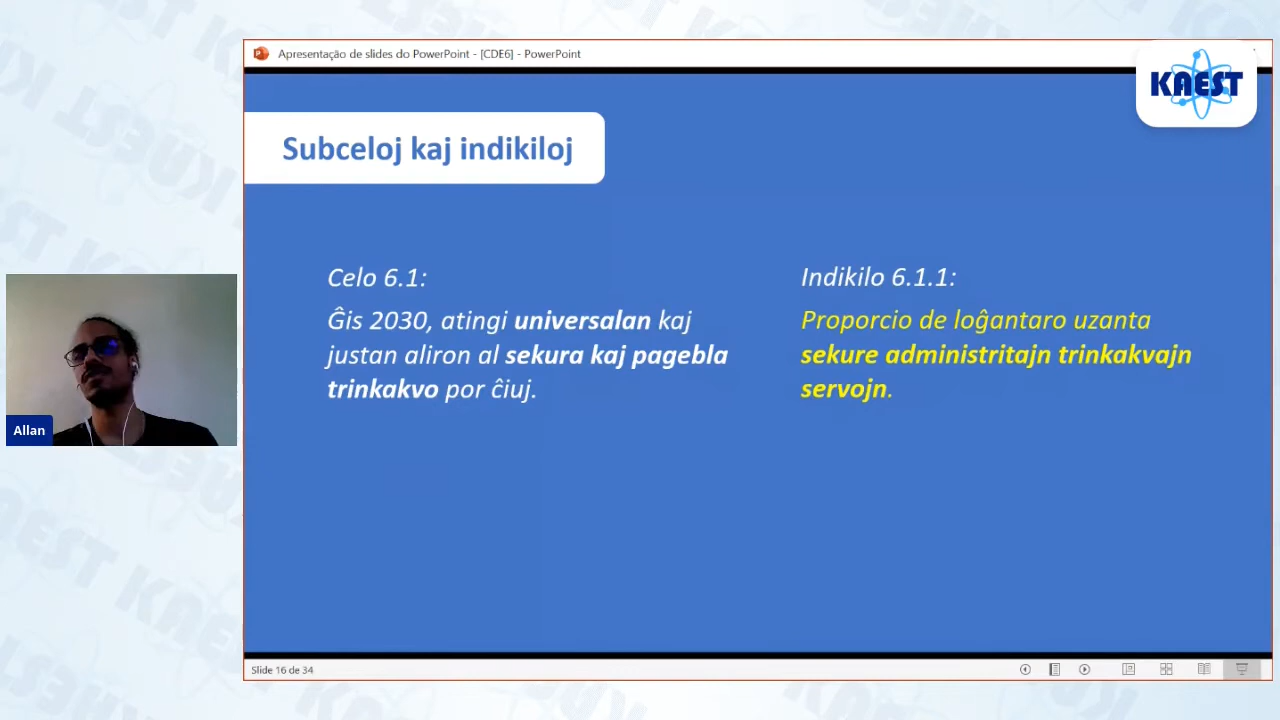 Apresentação de slides do PowerPoint - [CDE6] - PowerPoint
KAEST
Subceloj kaj indikiloj
Celo 6.1:
Ĝis 2030, atingi universalan kaj
justan aliron al sekura kaj pagebla
trinkakvo por ĉiuj.
Indikilo 6.1.1:
Proporcio de loĝantaro uzanta
sekure administritajn trinkakvajn
servojn.
Allan
Slide 16 de 34